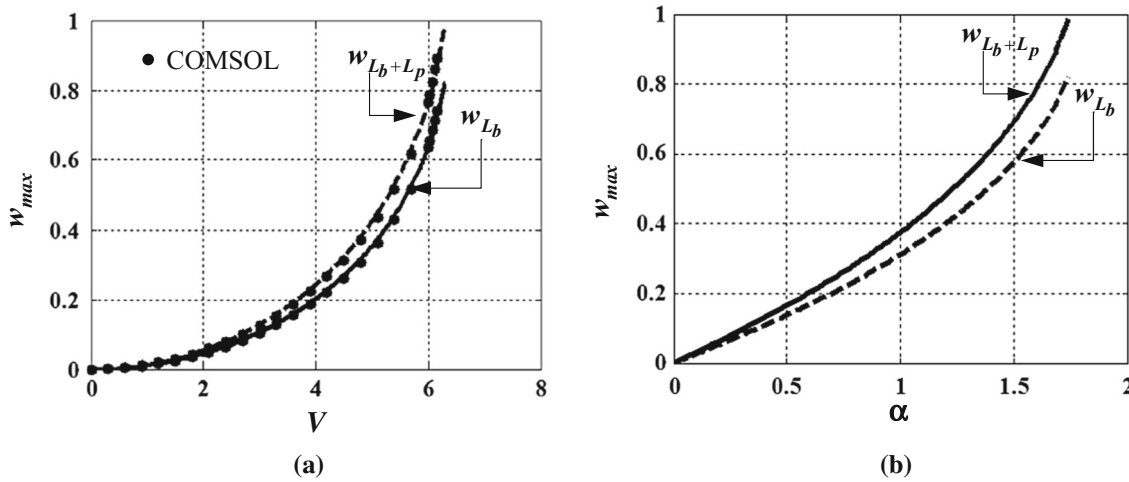 1
0.8
0.6
0.4
0.2
0
w_max
COMSOL
w_{L_b+L_p}
w_{L_b}
0 2 4 6 8
V
(a)
1
0.8
0.6
0.4
0.2
0
w_max
w_{L_b+L_p}
w_{L_b}
0 0.5 1 1.5 2
α
(b)